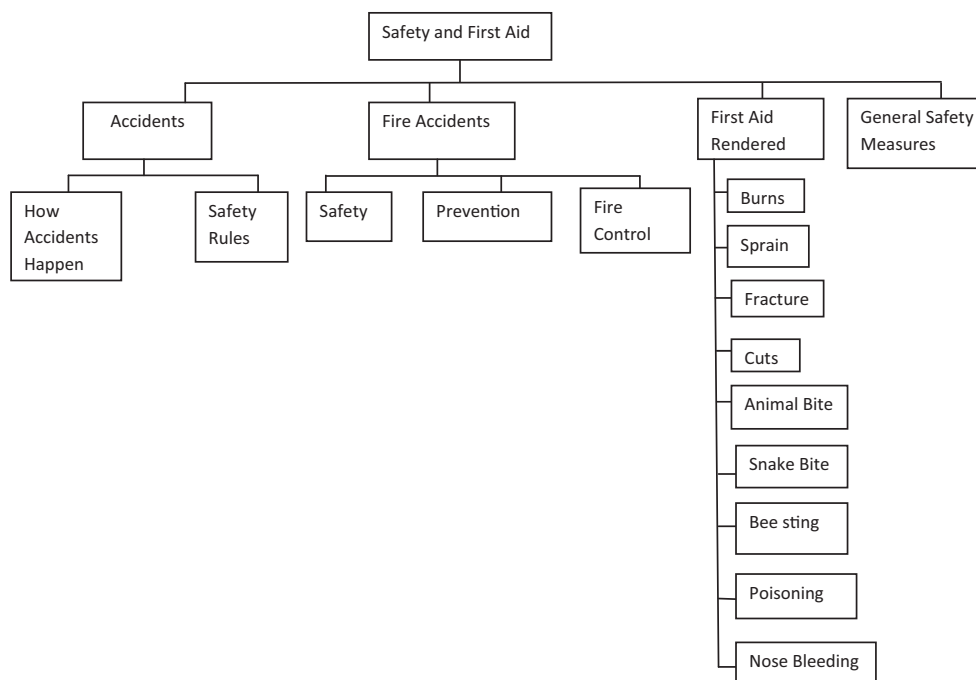 Safety and First Aid
Accidents
Fire Accidents
First Aid
Rendered
General Safety
Measures
How
Accidents
Happen
Safety
Rules
Safety
Prevention
Fire
Control
Burns
Sprain
Fracture
Cuts
Animal Bite
Snake Bite
Bee sting
Poisoning
Nose Bleeding